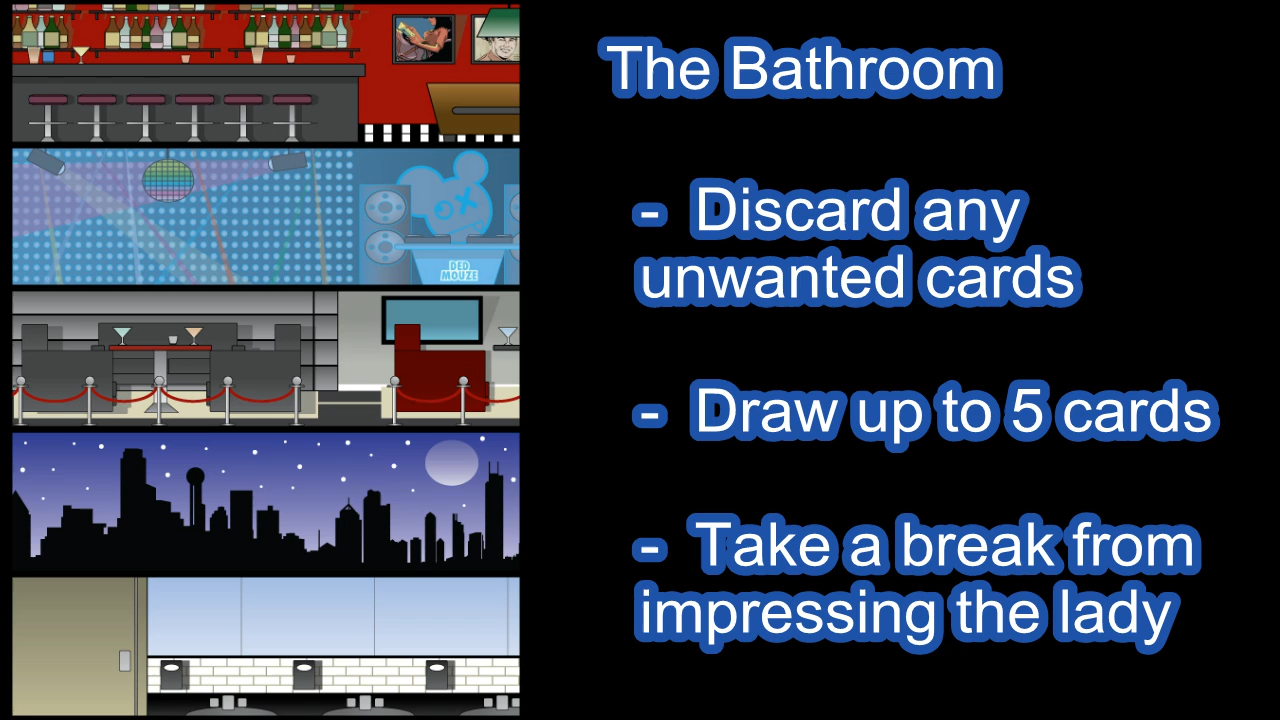 The Bathroom
- Discard any
unwanted cards
- Draw up to 5 cards
- Take a break from
impressing the lady
DED
MOUZE